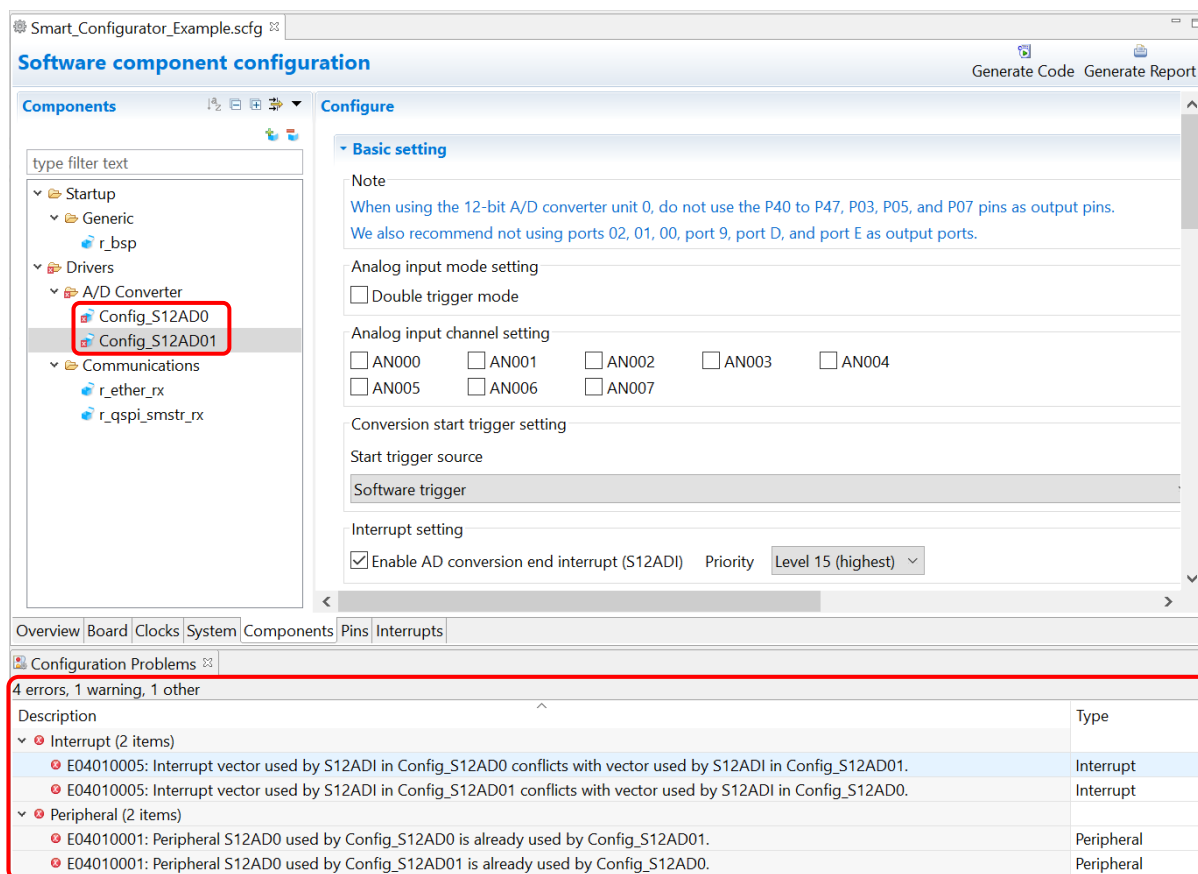 Smart_Configurator_Example.scfg
Software component configuration
Generate Code Generate Report
Components
Configure
type filter text
Startup
Generic
r_bsp
Drivers
A/D Converter
Config_S12AD0
Config_S12AD01
Communications
r_ether_rx
r_qspi_smstr_rx
Basic setting
Note
When using the 12-bit A/D converter unit 0, do not use the P40 to P47, P03, P05, and P07 pins as output pins.
We also recommend not using ports 02, 01, 00, port 9, port D, and port E as output ports.
Analog input mode setting
Double trigger mode
Analog input channel setting
AN000 AN001 AN002 AN003 AN004
AN005 AN006 AN007
Conversion start trigger setting
Start trigger source
Software trigger
Interrupt setting
Enable AD conversion end interrupt (S12ADI) Priority Level 15 (highest)
Overview Board Clocks System Components Pins Interrupts
Configuration Problems
4 errors, 1 warning, 1 other
Description Type
Interrupt (2 items)
E04010005: Interrupt vector used by S12ADI in Config_S12AD0 conflicts with vector used by S12ADI in Config_S12AD01. Interrupt
E04010005: Interrupt vector used by S12ADI in Config_S12AD01 conflicts with vector used by S12ADI in Config_S12AD0. Interrupt
Peripheral (2 items)
E04010001: Peripheral S12AD0 used by Config_S12AD0 is already used by Config_S12AD01. Peripheral
E04010001: Peripheral S12AD0 used by Config_S12AD01 is already used by Config_S12AD0. Peripheral